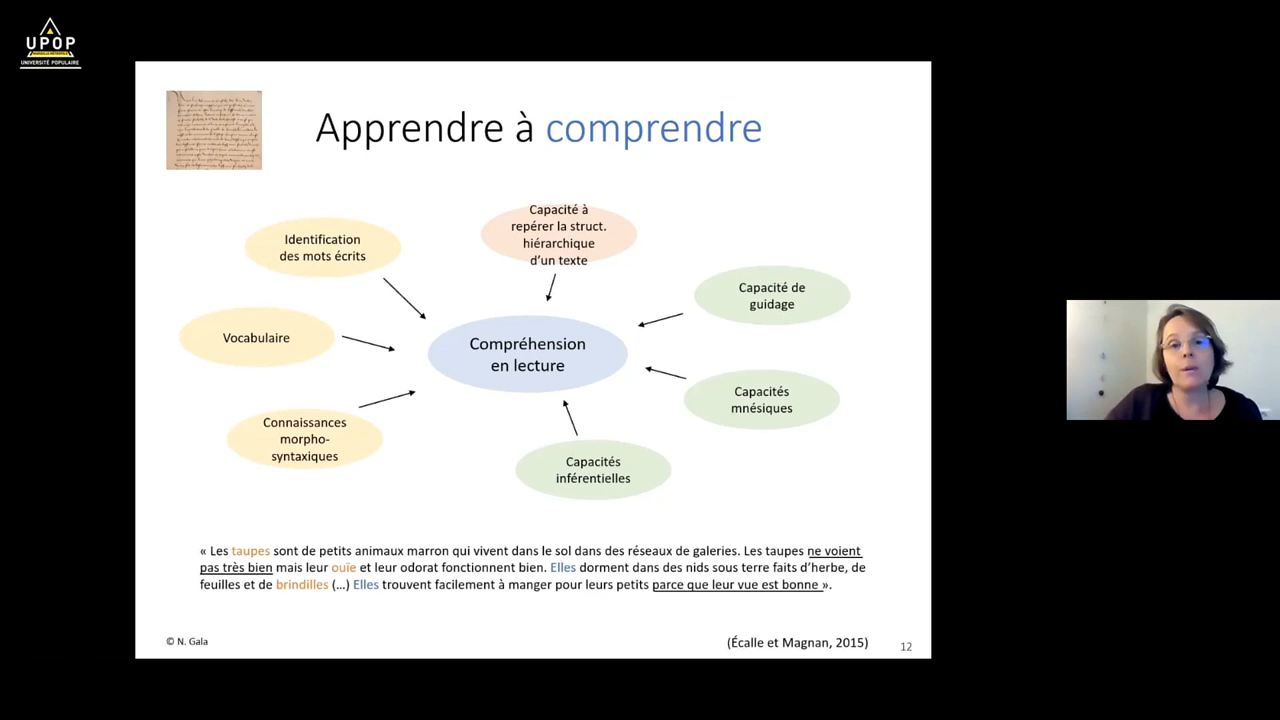 UPOP
UNIVERSITÉ POPULAIRE
Apprendre à comprendre
Identification
des mots écrits
Capacité à
repérer la struct.
hiérarchique
d'un texte
Capacité de
guidage
Vocabulaire
Compréhension
en lecture
Capacités
mnésiques
Connaissances
morpho-
syntaxiques
Capacités
inférentielles
« Les taupes sont de petits animaux marron qui vivent dans le sol dans des réseaux de galeries. Les taupes ne voient
pas très bien mais leur ouïe et leur odorat fonctionnent bien. Elles dorment dans des nids sous terre faits d'herbe, de
feuilles et de brindilles (...) Elles trouvent facilement à manger pour leurs petits parce que leur vue est bonne ».
© N. Gala
(Écalle et Magnan, 2015)
12